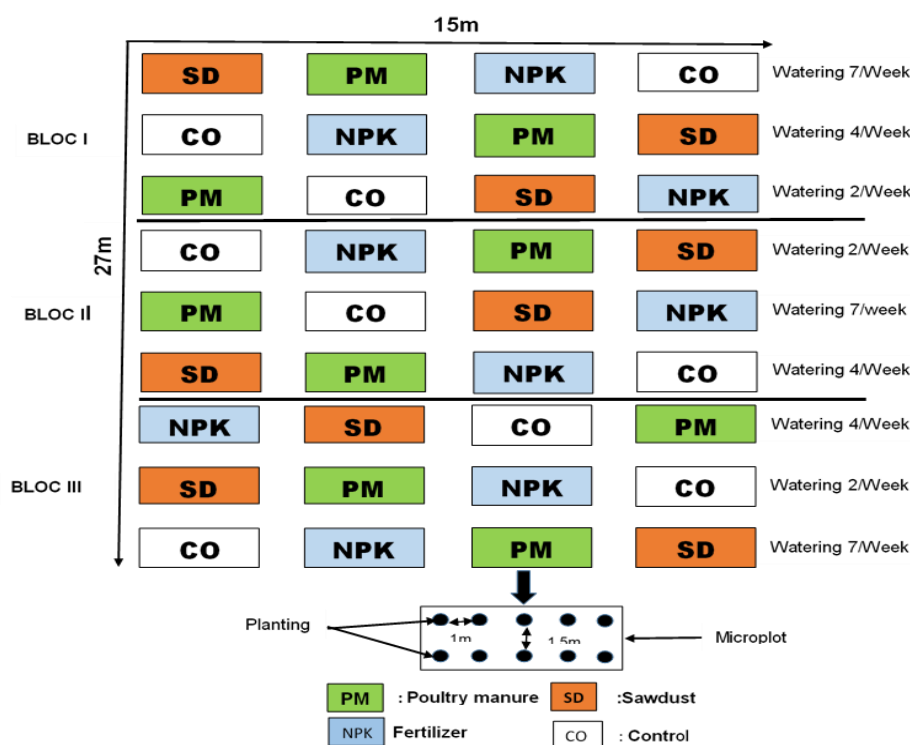 15m
SD PM NPK CO Watering 7/Week
BLOC I CO NPK PM SD Watering 4/Week
PM CO SD NPK Watering 2/Week
27m
CO NPK PM SD Watering 2/Week
BLOC II PM CO SD NPK Watering 7/week
SD PM NPK CO Watering 4/Week
NPK SD CO PM Watering 4/Week
BLOC III SD PM NPK CO Watering 2/Week
CO NPK PM SD Watering 7/Week
Planting 1m 1.5m Microplot
PM : Poultry manure SD :Sawdust
NPK Fertilizer CO : Control